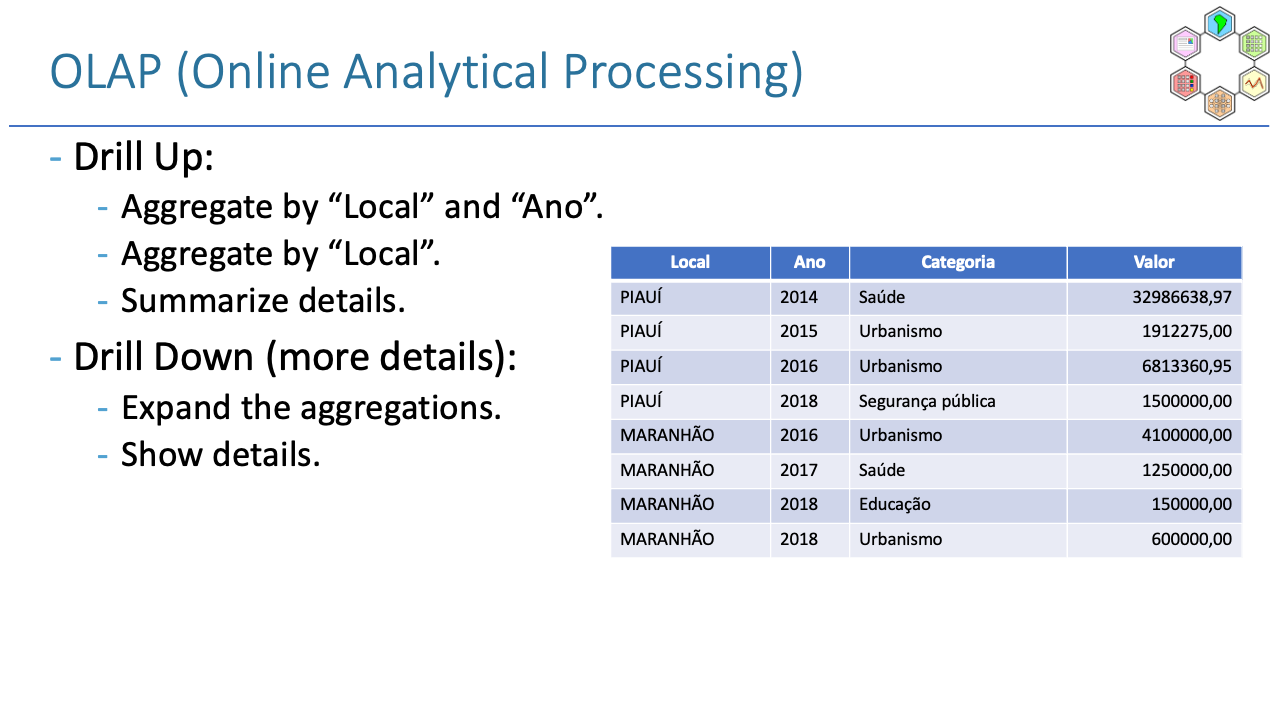 OLAP (Online Analytical Processing)
- Drill Up:
- Aggregate by “Local” and “Ano”.
- Aggregate by “Local”.
- Summarize details.
- Drill Down (more details):
- Expand the aggregations.
- Show details.
Local Ano Categoria Valor
PIAUÍ 2014 Saúde 32986638,97
PIAUÍ 2015 Urbanismo 1912275,00
PIAUÍ 2016 Urbanismo 6813360,95
PIAUÍ 2018 Segurança pública 1500000,00
MARANHÃO 2016 Urbanismo 4100000,00
MARANHÃO 2017 Saúde 1250000,00
MARANHÃO 2018 Educação 150000,00
MARANHÃO 2018 Urbanismo 600000,00